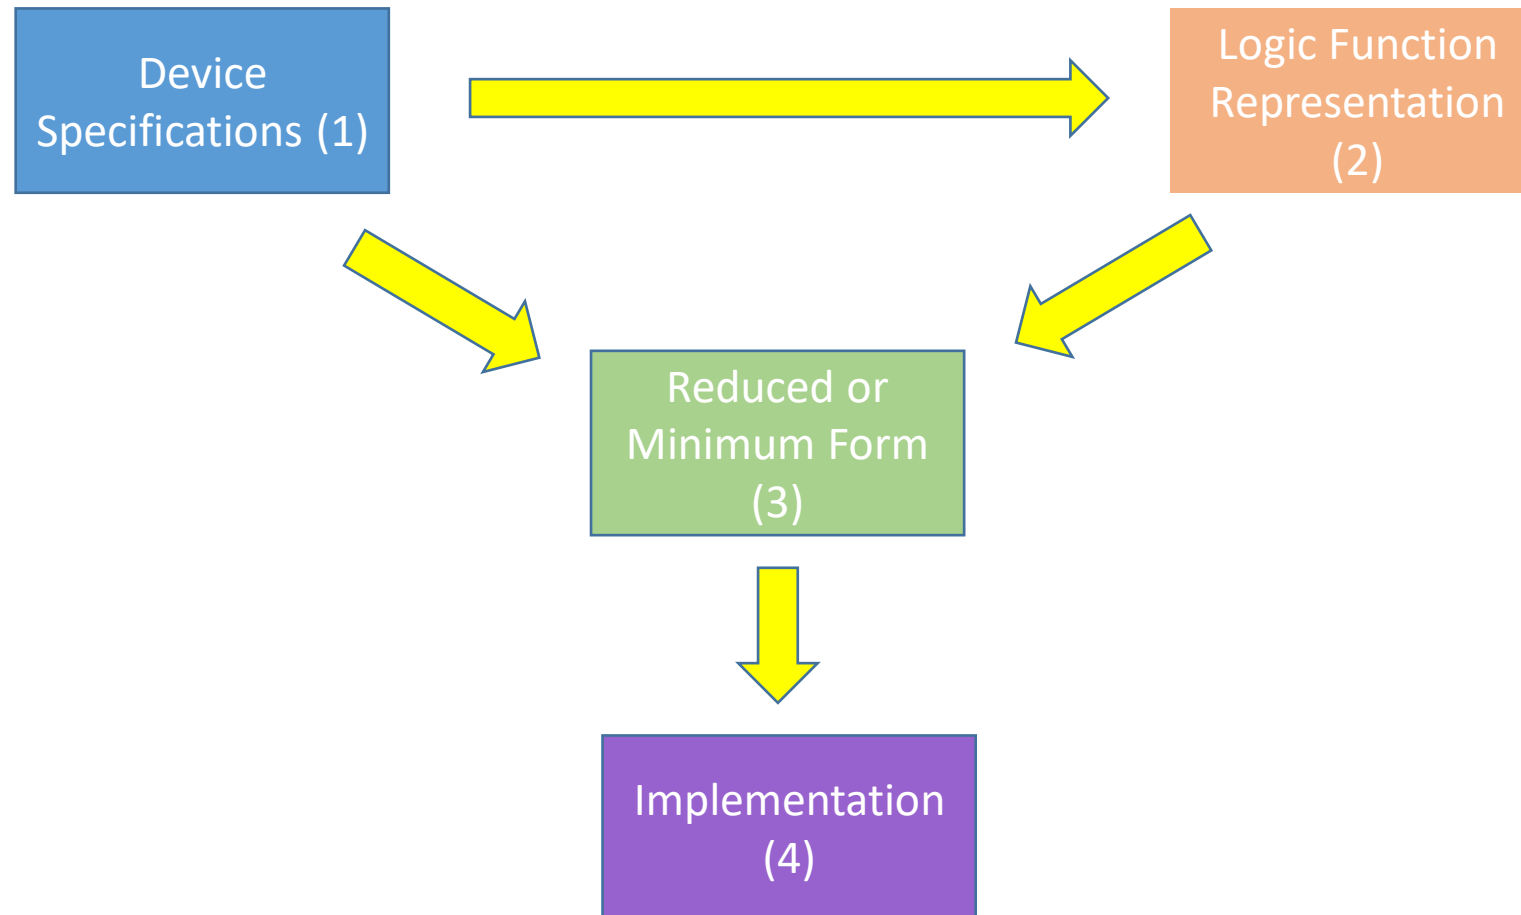 Device
Specifications (1)
Logic Function
Representation
(2)
Reduced or
Minimum Form
(3)
Implementation
(4)